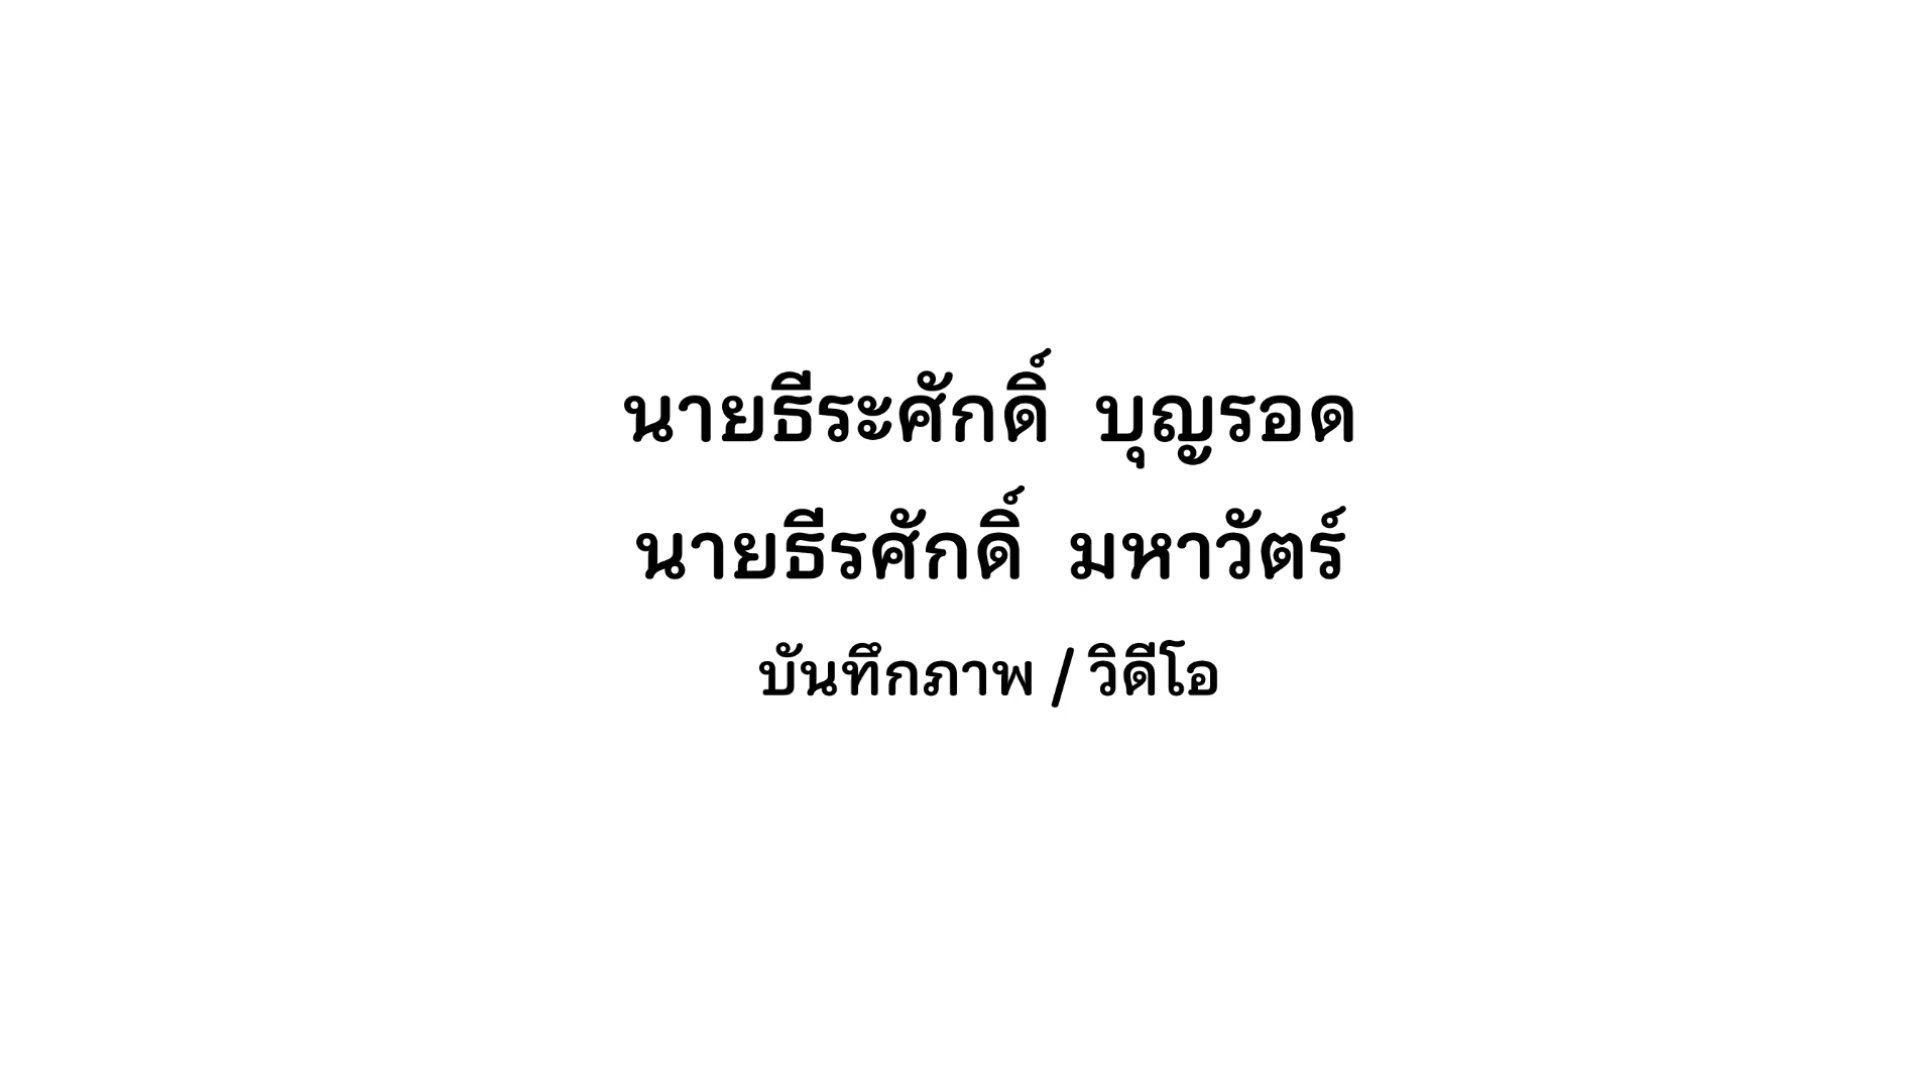 นายธีระศักดิ์ บุญรอด
นายธีรศักดิ์ มหาวัตร์
บันทึกภาพ / วิดีโอ